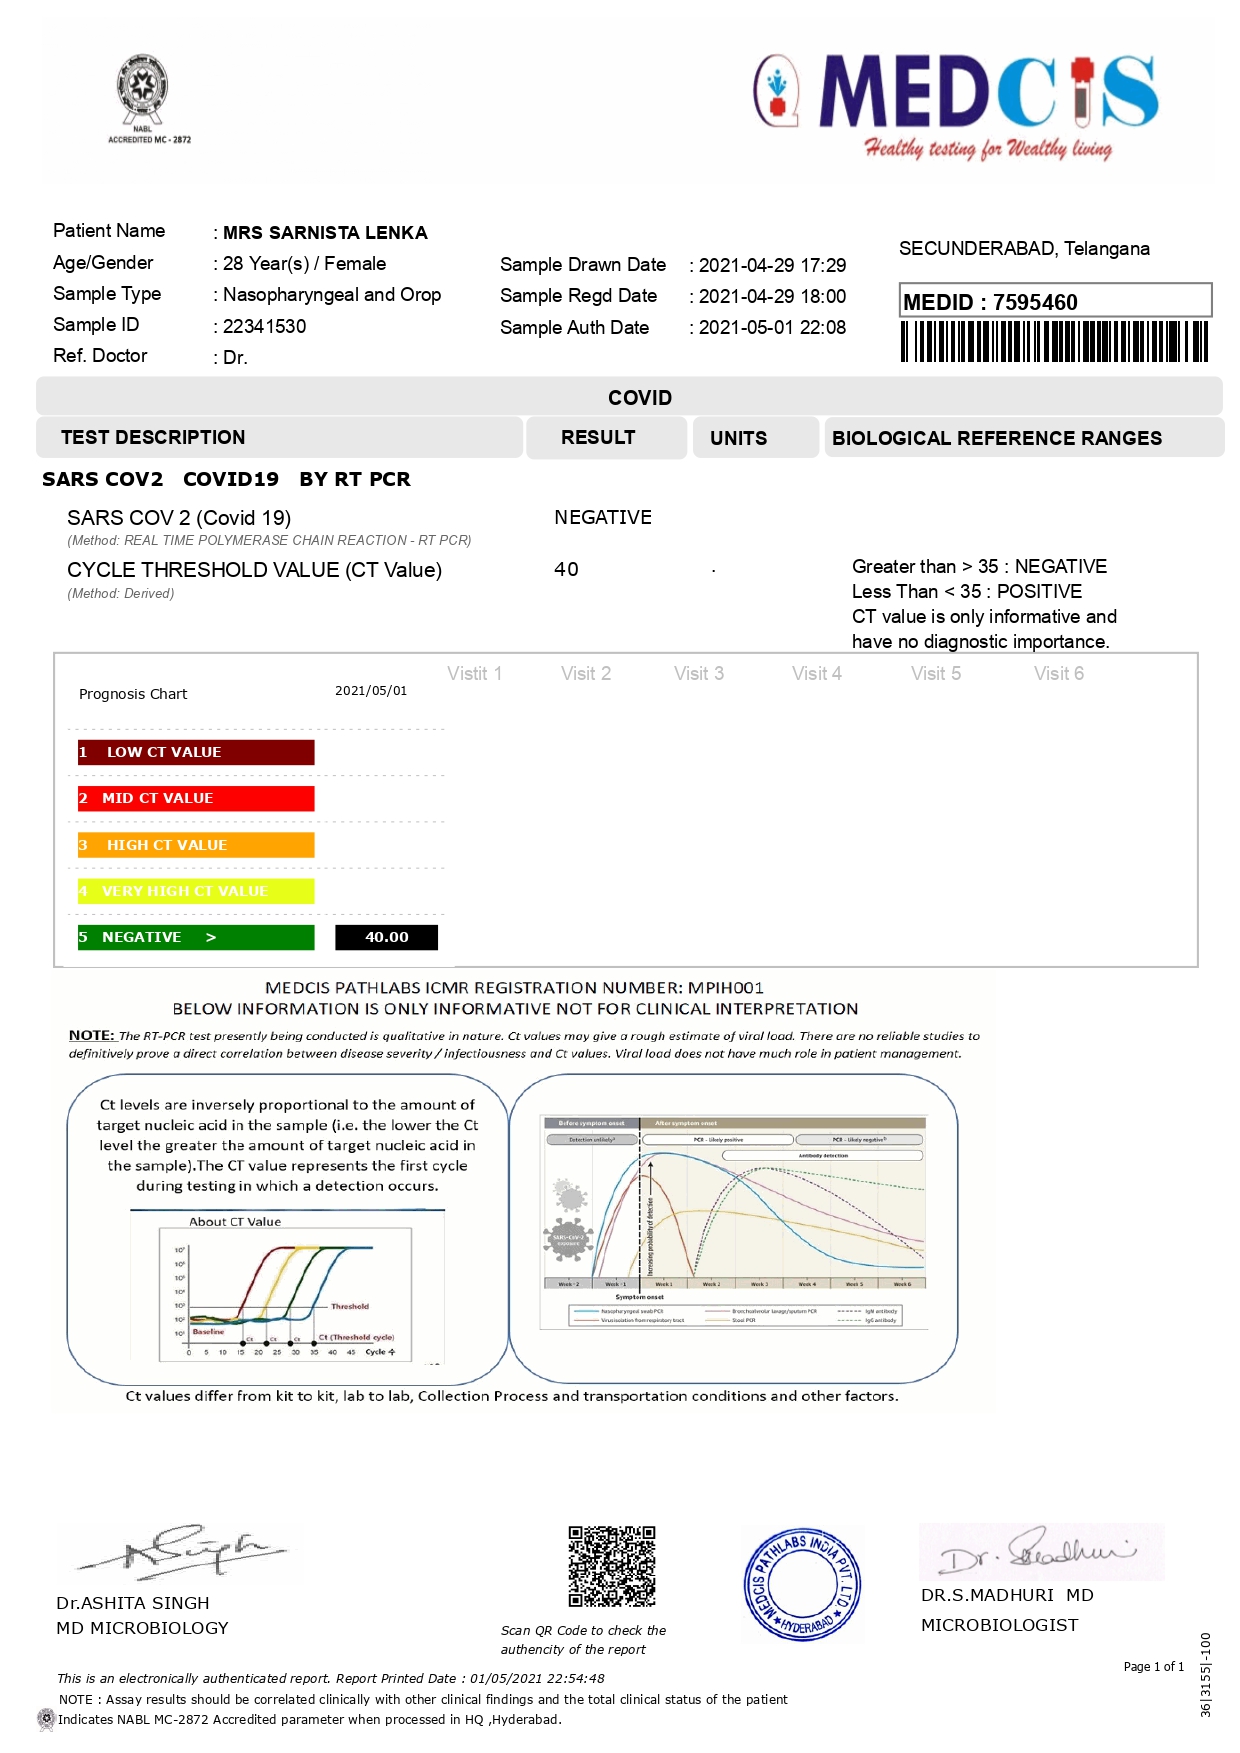 NABL
ACCREDITED MC - 2872
MEDCIS
Healthy testing for Wealthy living
Patient Name : MRS SARNISTA LENKA
Age/Gender : 28 Year(s) / Female
Sample Type : Nasopharyngeal and Orop
Sample ID : 22341530
Ref. Doctor : Dr.
Sample Drawn Date : 2021-04-29 17:29
Sample Regd Date : 2021-04-29 18:00
Sample Auth Date : 2021-05-01 22:08
SECUNDERABAD, Telangana
MEDID : 7595460
COVID
TEST DESCRIPTION RESULT UNITS BIOLOGICAL REFERENCE RANGES
SARS COV2 COVID19 BY RT PCR
SARS COV 2 (Covid 19) NEGATIVE
(Method: REAL TIME POLYMERASE CHAIN REACTION - RT PCR)
CYCLE THRESHOLD VALUE (CT Value) 40 .
(Method: Derived)
Greater than > 35 : NEGATIVE
Less Than < 35 : POSITIVE
CT value is only informative and
have no diagnostic importance.
Vistit 1 Visit 2 Visit 3 Visit 4 Visit 5 Visit 6
Prognosis Chart 2021/05/01
1 LOW CT VALUE
2 MID CT VALUE
3 HIGH CT VALUE
4 VERY HIGH CT VALUE
5 NEGATIVE > 40.00
MEDCIS PATHLABS ICMR REGISTRATION NUMBER: MPIH001
BELOW INFORMATION IS ONLY INFORMATIVE NOT FOR CLINICAL INTERPRETATION
NOTE: The RT-PCR test presently being conducted is qualitative in nature. Ct values may give a rough estimate of viral load. There are no reliable studies to
definitively prove a direct correlation between disease severity / infectiousness and Ct values. Viral load does not have much role in patient management.
Ct levels are inversely proportional to the amount of
target nucleic acid in the sample (i.e. the lower the Ct
level the greater the amount of target nucleic acid in
the sample).The CT value represents the first cycle
during testing in which a detection occurs.
About CT Value
Threshold
Baseline
Ct Ct Ct Ct (Threshold cycle)
0 5 10 15 20 25 30 35 40 45 Cycle
Before symptom onset After symptom onset
Detection unlikely PCR - Likely positive PCR - Likely negative
Antibody detection
SARS-CoV-2
exposure
Increasing probability of detection
Week -2 Week -1 Week 1 Week 2 Week 3 Week 4 Week 5 Week 6
Symptom onset
Nasopharyngeal swab PCR Bronchoalveolar lavage/sputum PCR IgM antibody
Virus isolation from respiratory tract Stool PCR IgG antibody
Ct values differ from kit to kit, lab to lab, Collection Process and transportation conditions and other factors.
Dr.ASHITA SINGH
MD MICROBIOLOGY
Scan QR Code to check the
authencity of the report
MEDCIS PATHLABS INDIA PVT. LTD.
HYDERABAD
Dr. S.Madhuri
DR.S.MADHURI MD
MICROBIOLOGIST
This is an electronically authenticated report. Report Printed Date : 01/05/2021 22:54:48
Page 1 of 1
NOTE : Assay results should be correlated clinically with other clinical findings and the total clinical status of the patient
Indicates NABL MC-2872 Accredited parameter when processed in HQ ,Hyderabad.
36|3155|-100